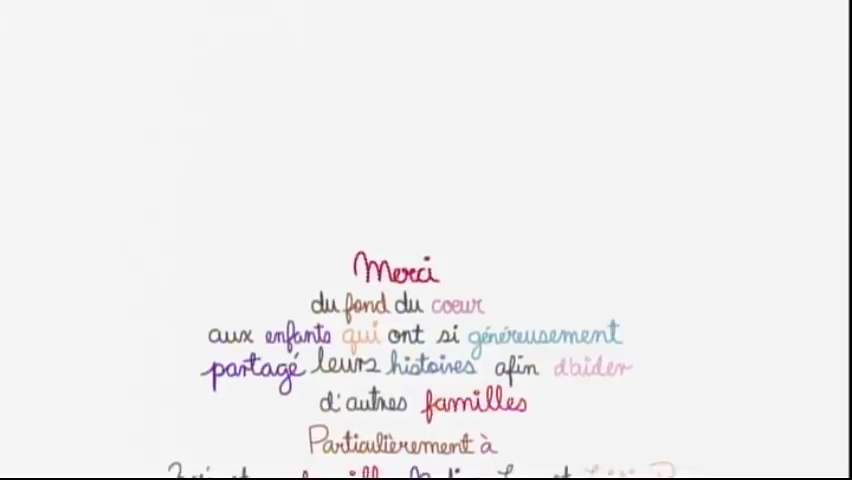 Merci
du fond du coeur
aux enfants qui ont si généreusement
partagé leurs histoires afin d'aider
d'autres familles
Particulièrement à